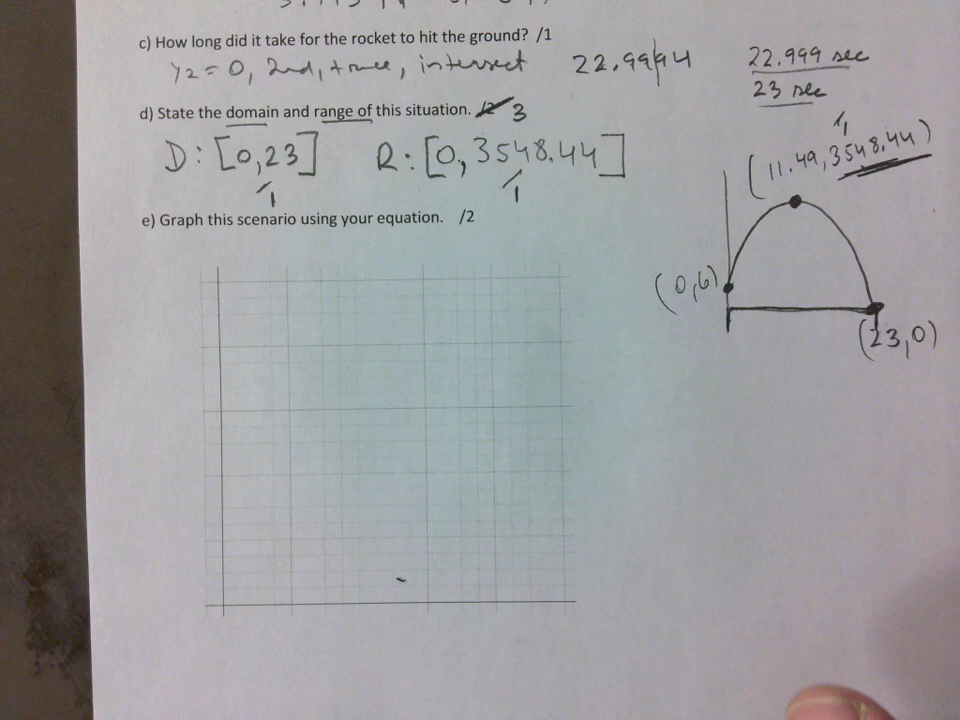 c) How long did it take for the rocket to hit the ground? /1
Y2 = 0, 2nd, trace, intersect 22.99994 22.999 sec
23 sec
d) State the domain and range of this situation. /2 3
D: [0,23] R: [0, 3548.44]
1 1
1
(11.49, 3548.44)
e) Graph this scenario using your equation. /2
(0,6)
(23,0)